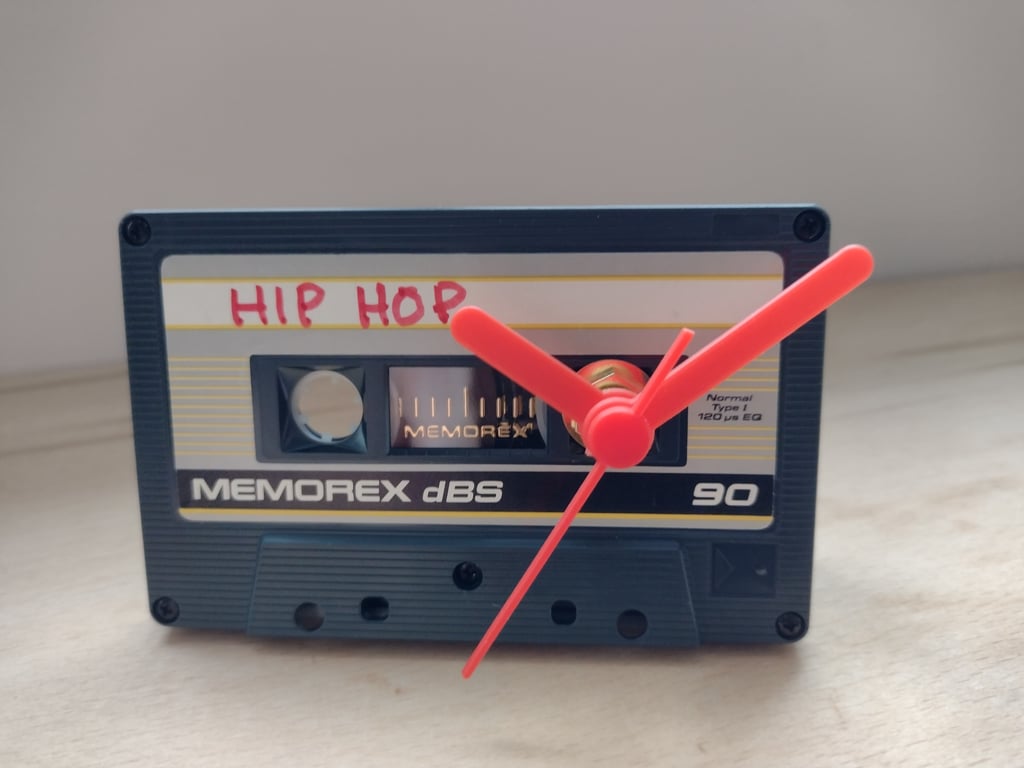 HIP HOP
Normal
Type I
120 µs EQ
MEMOREX
MEMOREX dBS 90